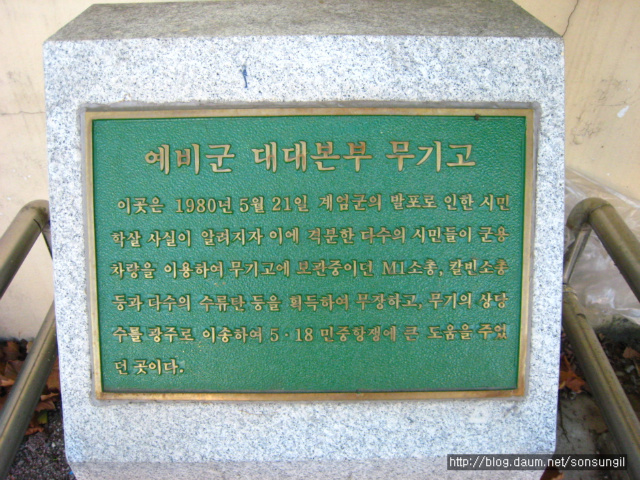 예비군 대대본부 무기고
이곳은 1980년 5월 21일 계엄군의 발포로 인한 시민
학살 사실이 알려지자 이에 격분한 다수의 시민들이 군용
차량을 이용하여 무기고에 보관중이던 M1소총, 칼빈소총
등과 다수의 수류탄 등을 획득하여 무장하고, 무기의 상당
수를 광주로 이송하여 5·18 민중항쟁에 큰 도움을 주었
던 곳이다.
http://blog.daum.net/sonsungil